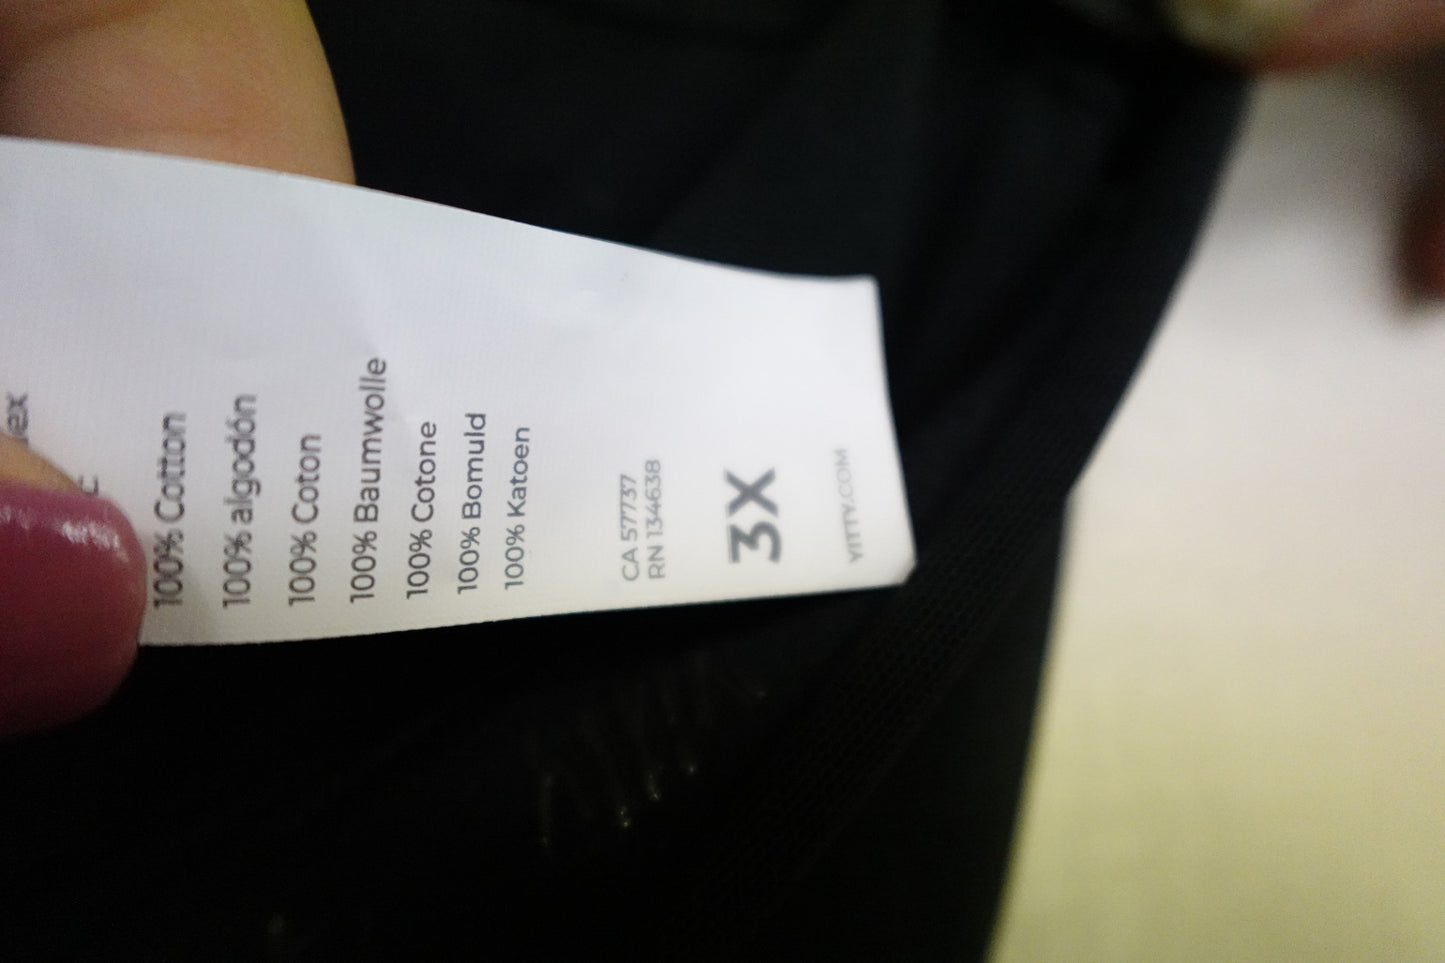 ex
100% Cotton
100% algodón
100% Coton
100% Baumwolle
100% Cotone
100% Bomuld
100% Katoen
CA 57737
RN 134638
3X
YITTY.COM